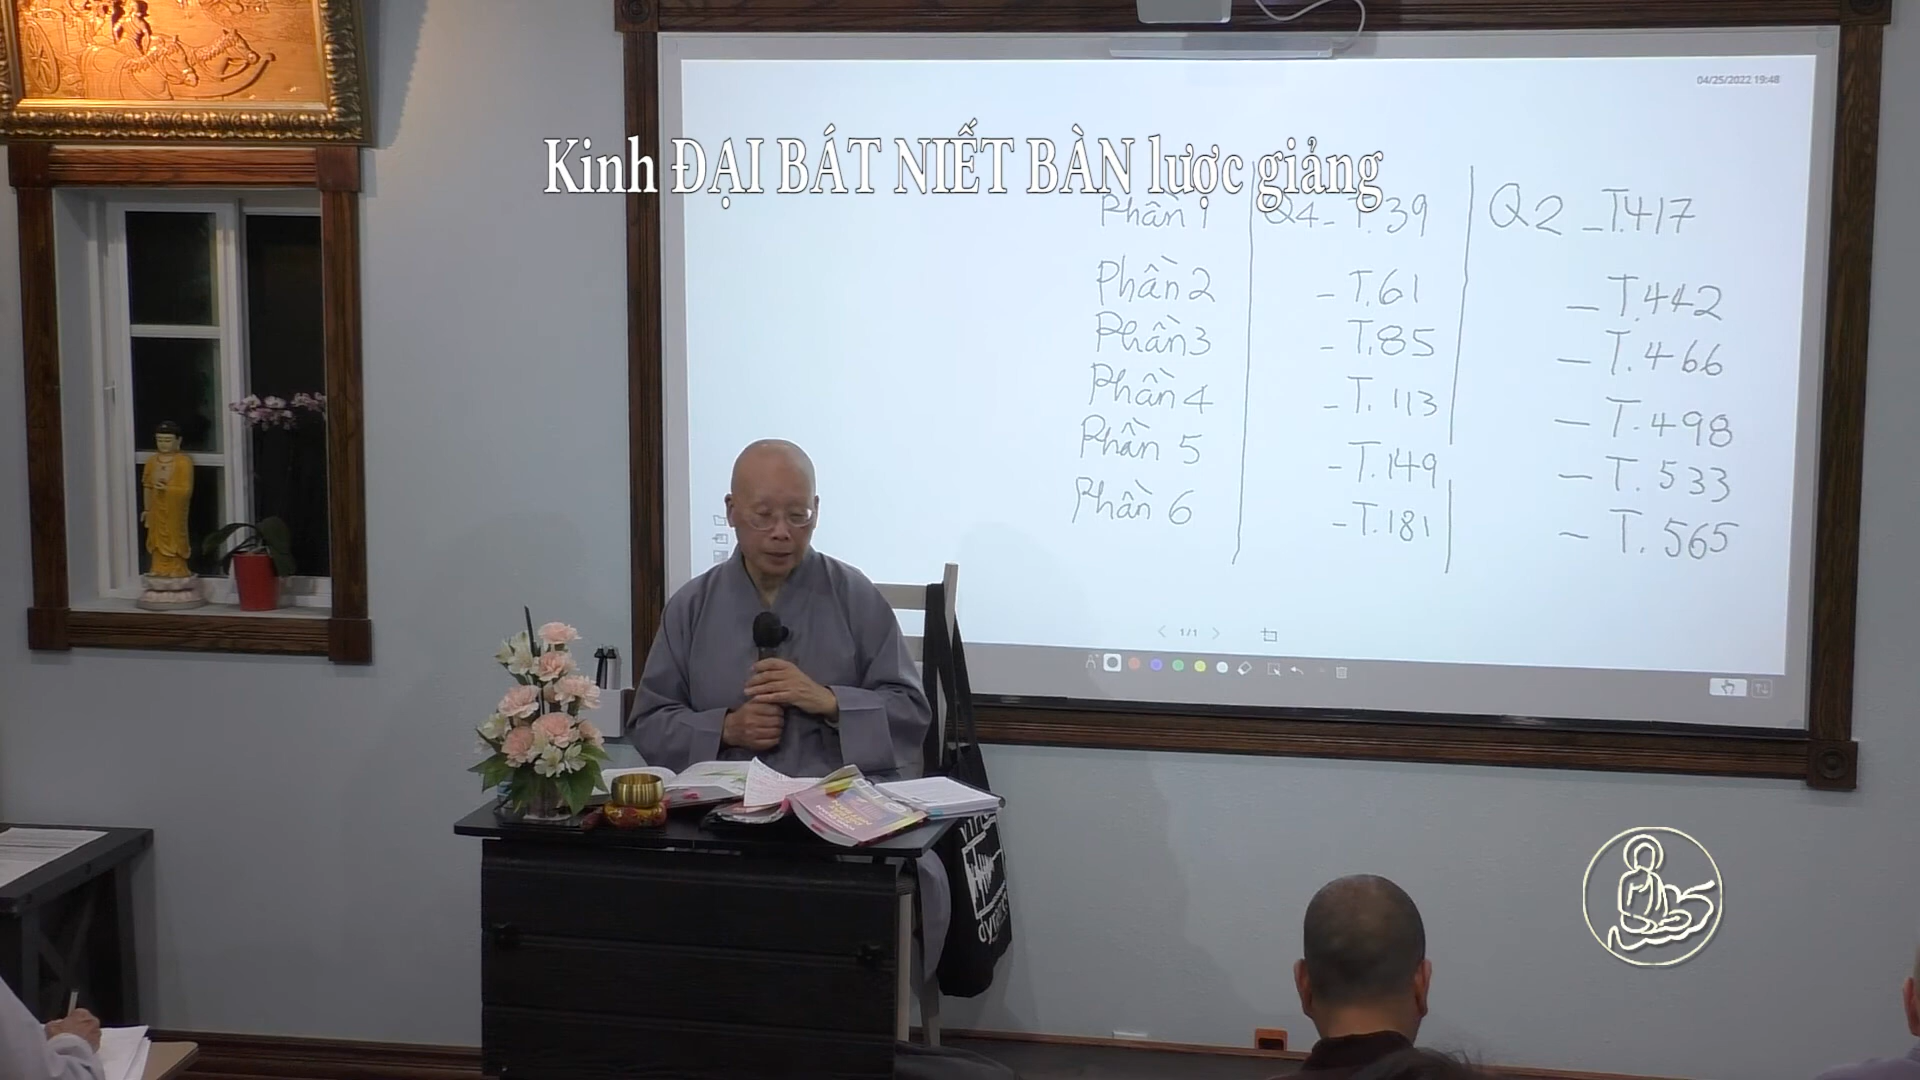 04/25/2022 19:48
Kinh ĐẠI BÁT NIẾT BÀN lược giảng
Phần 1 Q4 - T.39 Q2 - T.417
Phần 2 - T.61 - T.442
Phần 3 - T.85 - T.466
Phần 4 - T.113 - T.498
Phần 5 - T.149 - T.533
Phần 6 - T.181 - T.565
1/1